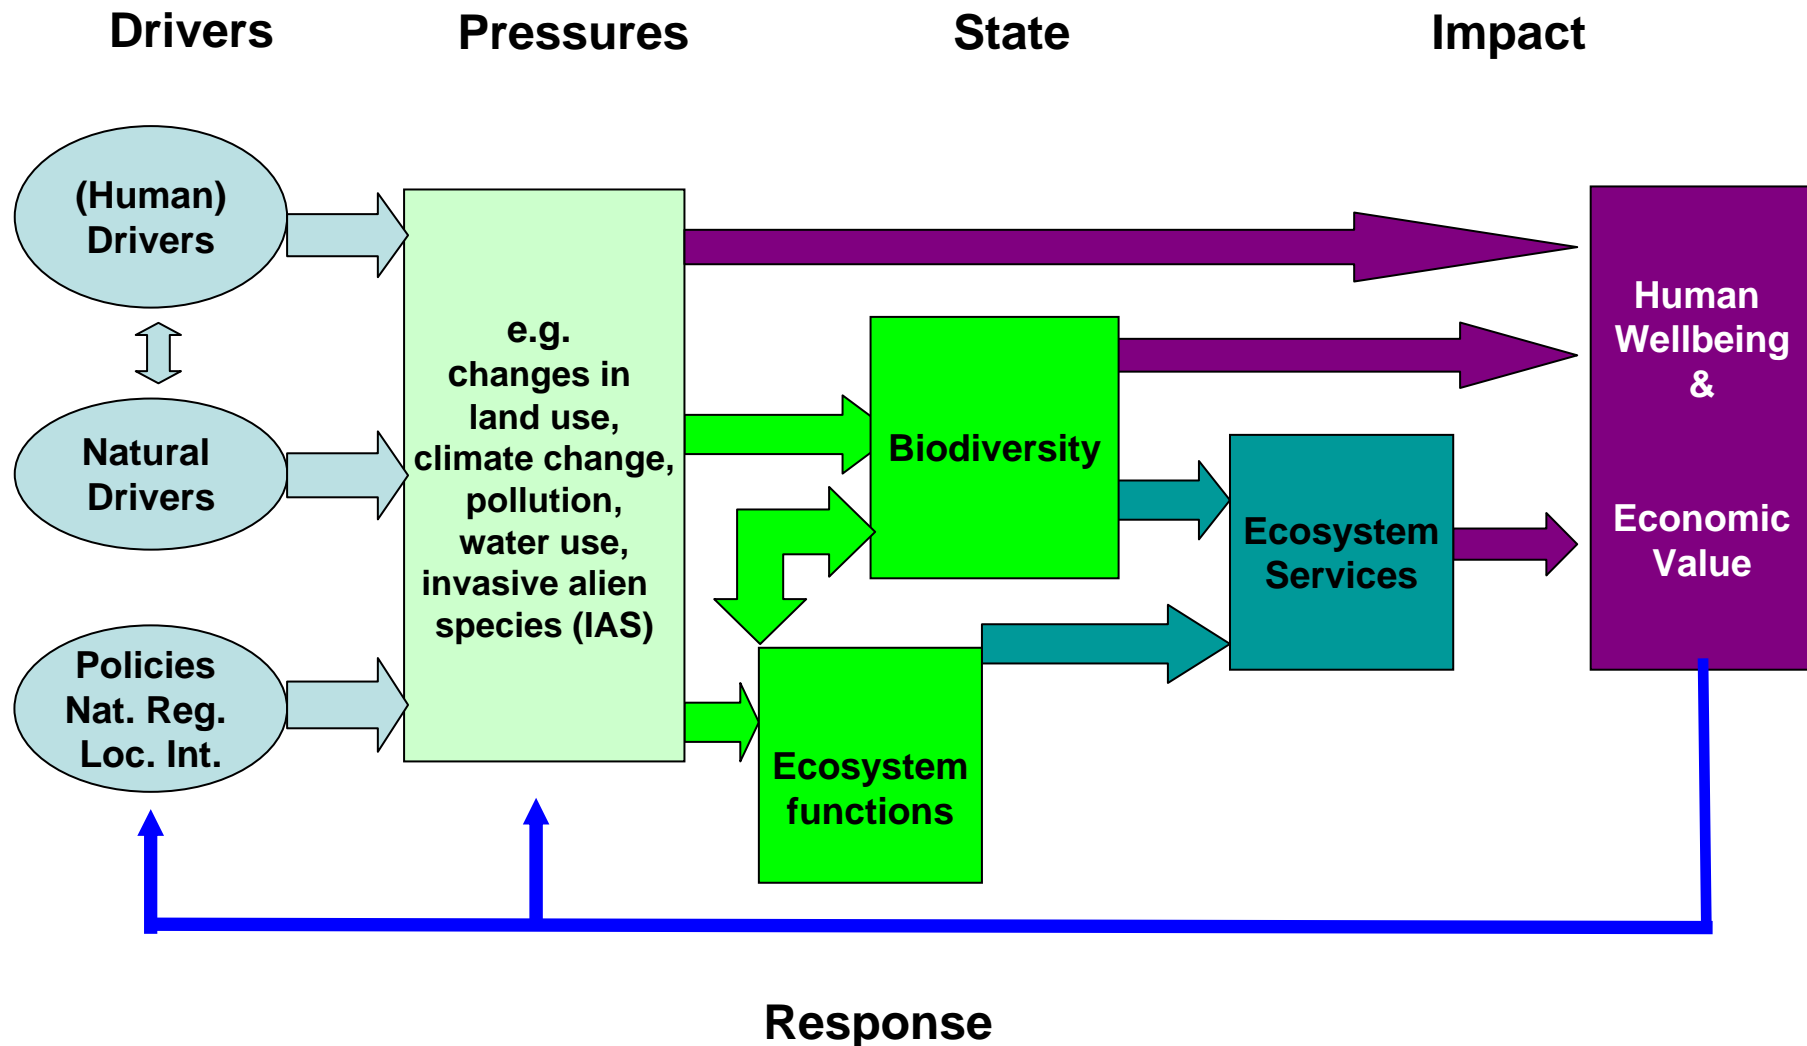 Drivers
Pressures
State
Impact
(Human)
Drivers
Natural
Drivers
Policies
Nat. Reg.
Loc. Int.
e.g.
changes in
land use,
climate change,
pollution,
water use,
invasive alien
species (IAS)
Biodiversity
Ecosystem
functions
Ecosystem
Services
Human
Wellbeing
&
Economic
Value
Response